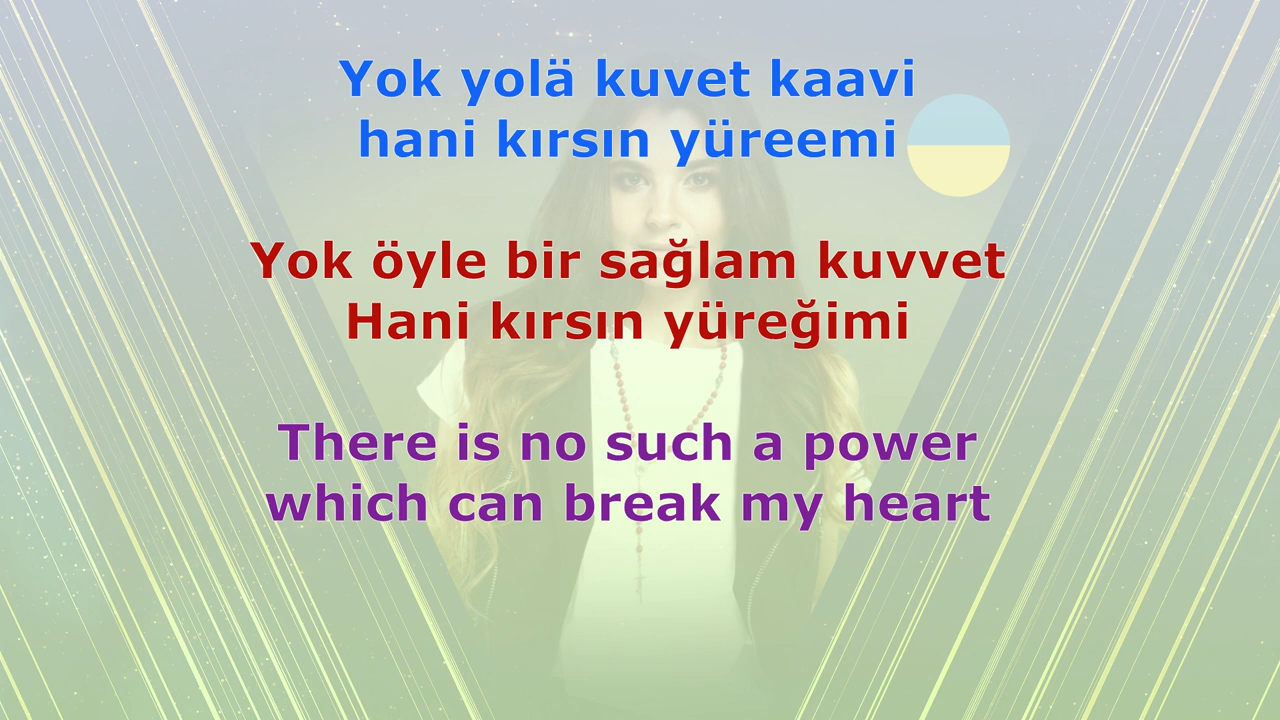 Yok yolä kuvet kaavi
hani kırsın yüreemi
Yok öyle bir sağlam kuvvet
Hani kırsın yüreğimi
There is no such a power
which can break my heart